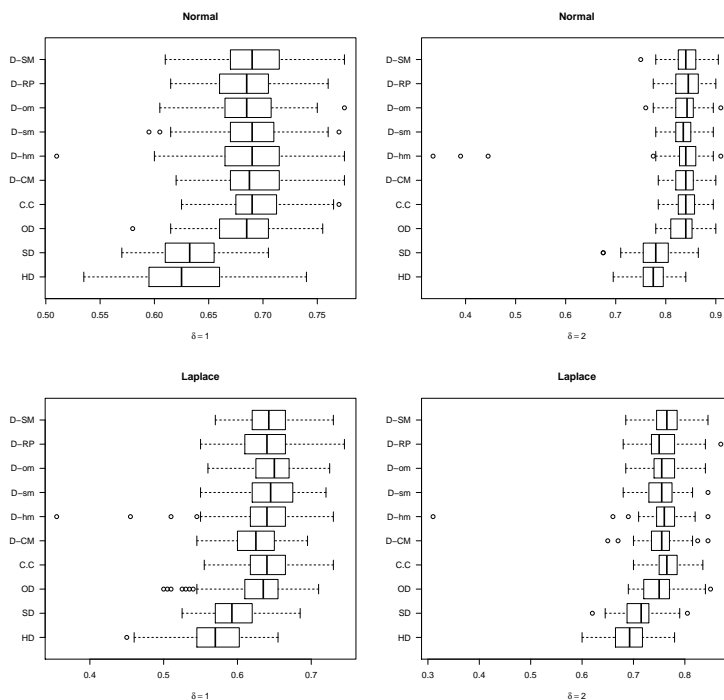 Normal
D−SM
D−RP
D−om
D−sm
D−hm
D−CM
C.C
OD
SD
HD
0.50 0.55 0.60 0.65 0.70 0.75
δ = 1
Normal
D−SM
D−RP
D−om
D−sm
D−hm
D−CM
C.C
OD
SD
HD
0.4 0.5 0.6 0.7 0.8 0.9
δ = 2
Laplace
D−SM
D−RP
D−om
D−sm
D−hm
D−CM
C.C
OD
SD
HD
0.4 0.5 0.6 0.7
δ = 1
Laplace
D−SM
D−RP
D−om
D−sm
D−hm
D−CM
C.C
OD
SD
HD
0.3 0.4 0.5 0.6 0.7 0.8
δ = 2